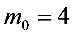 m₀ = 4